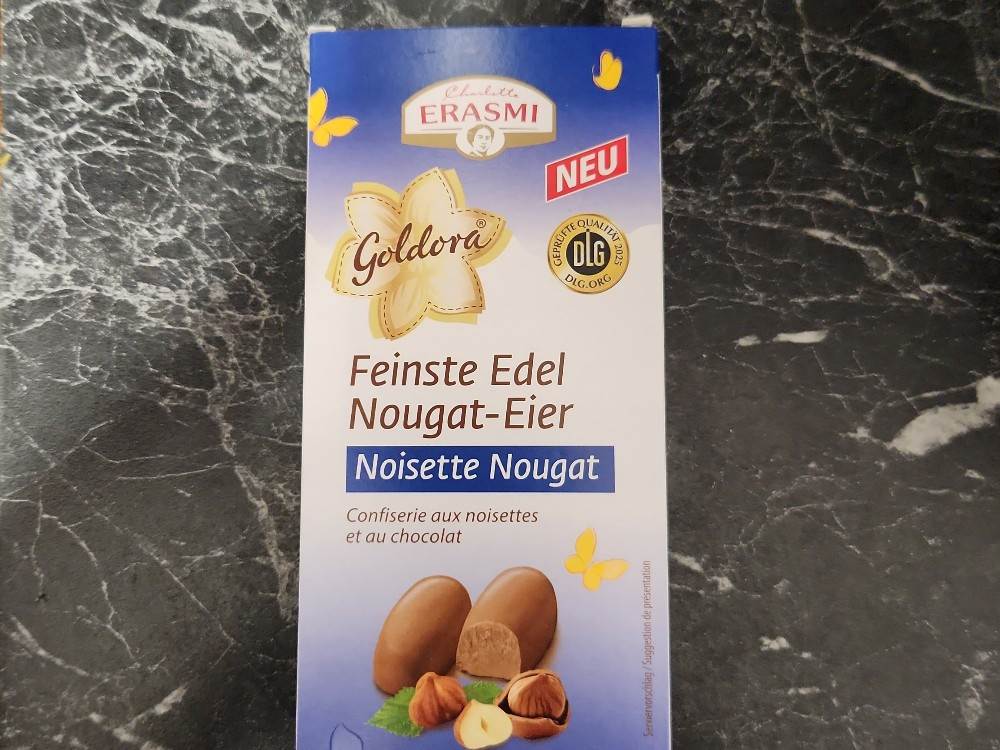 Charlotte
ERASMI
NEU
Goldora®
GEPRÜFTE QUALITÄT 2025
DLG
DLG.ORG
Feinste Edel
Nougat-Eier
Noisette Nougat
Confiserie aux noisettes
et au chocolat
Serviervorschlag / Suggestion de présentation